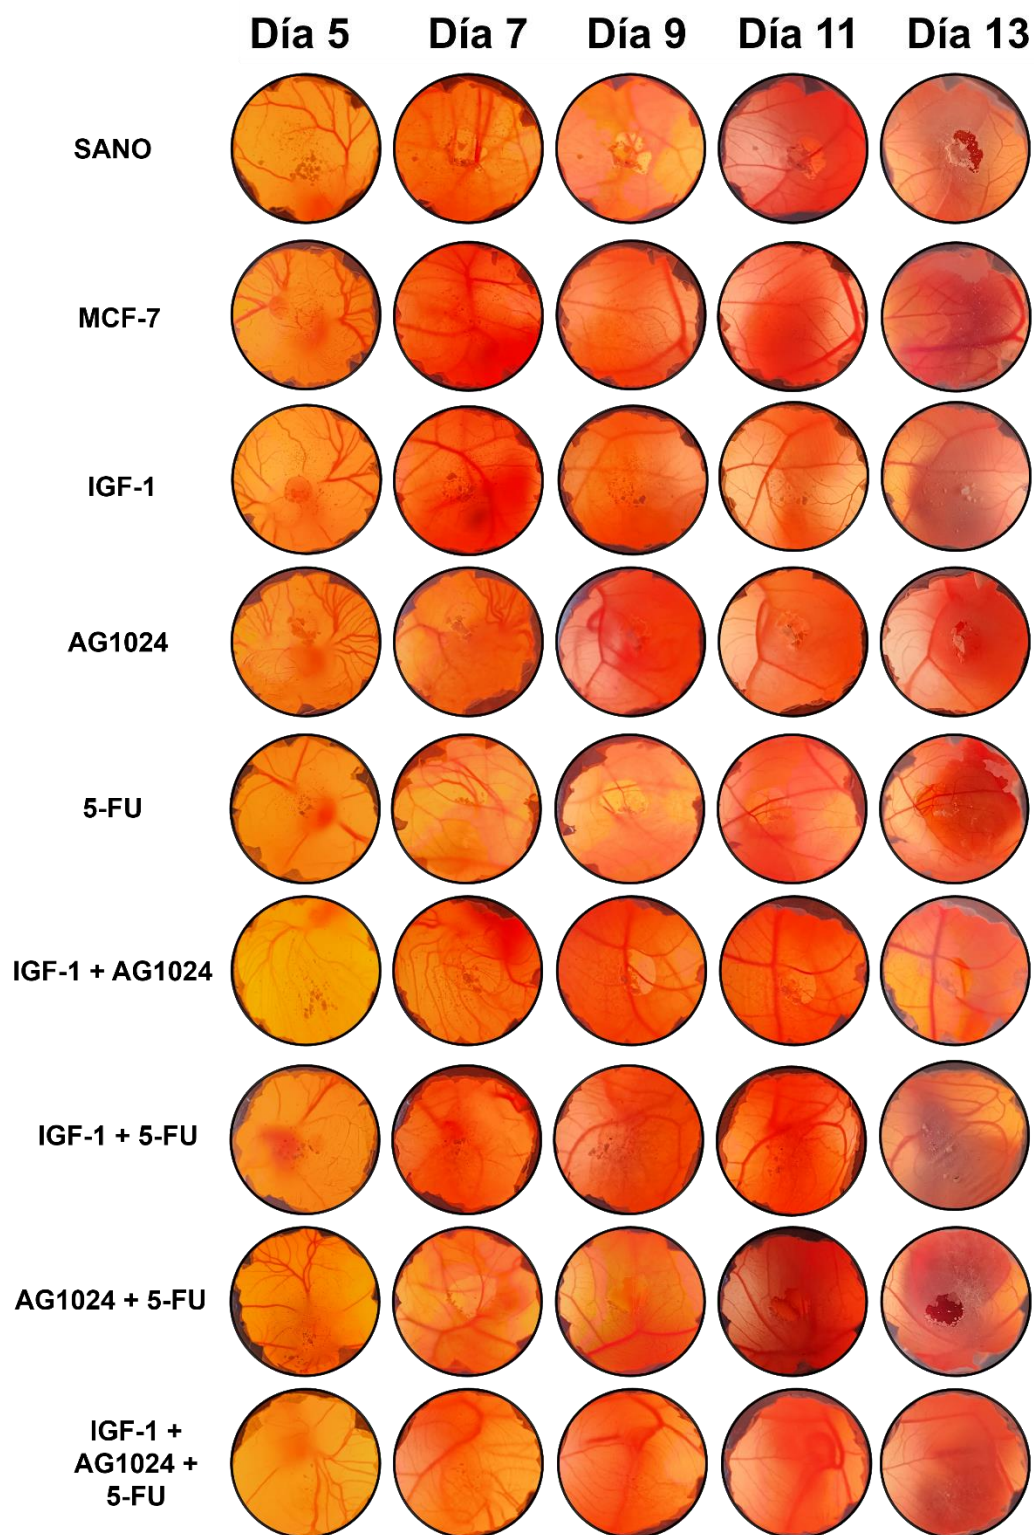 Día 5 Día 7 Día 9 Día 11 Día 13
SANO
MCF-7
IGF-1
AG1024
5-FU
IGF-1 + AG1024
IGF-1 + 5-FU
AG1024 + 5-FU
IGF-1 +
AG1024 +
5-FU